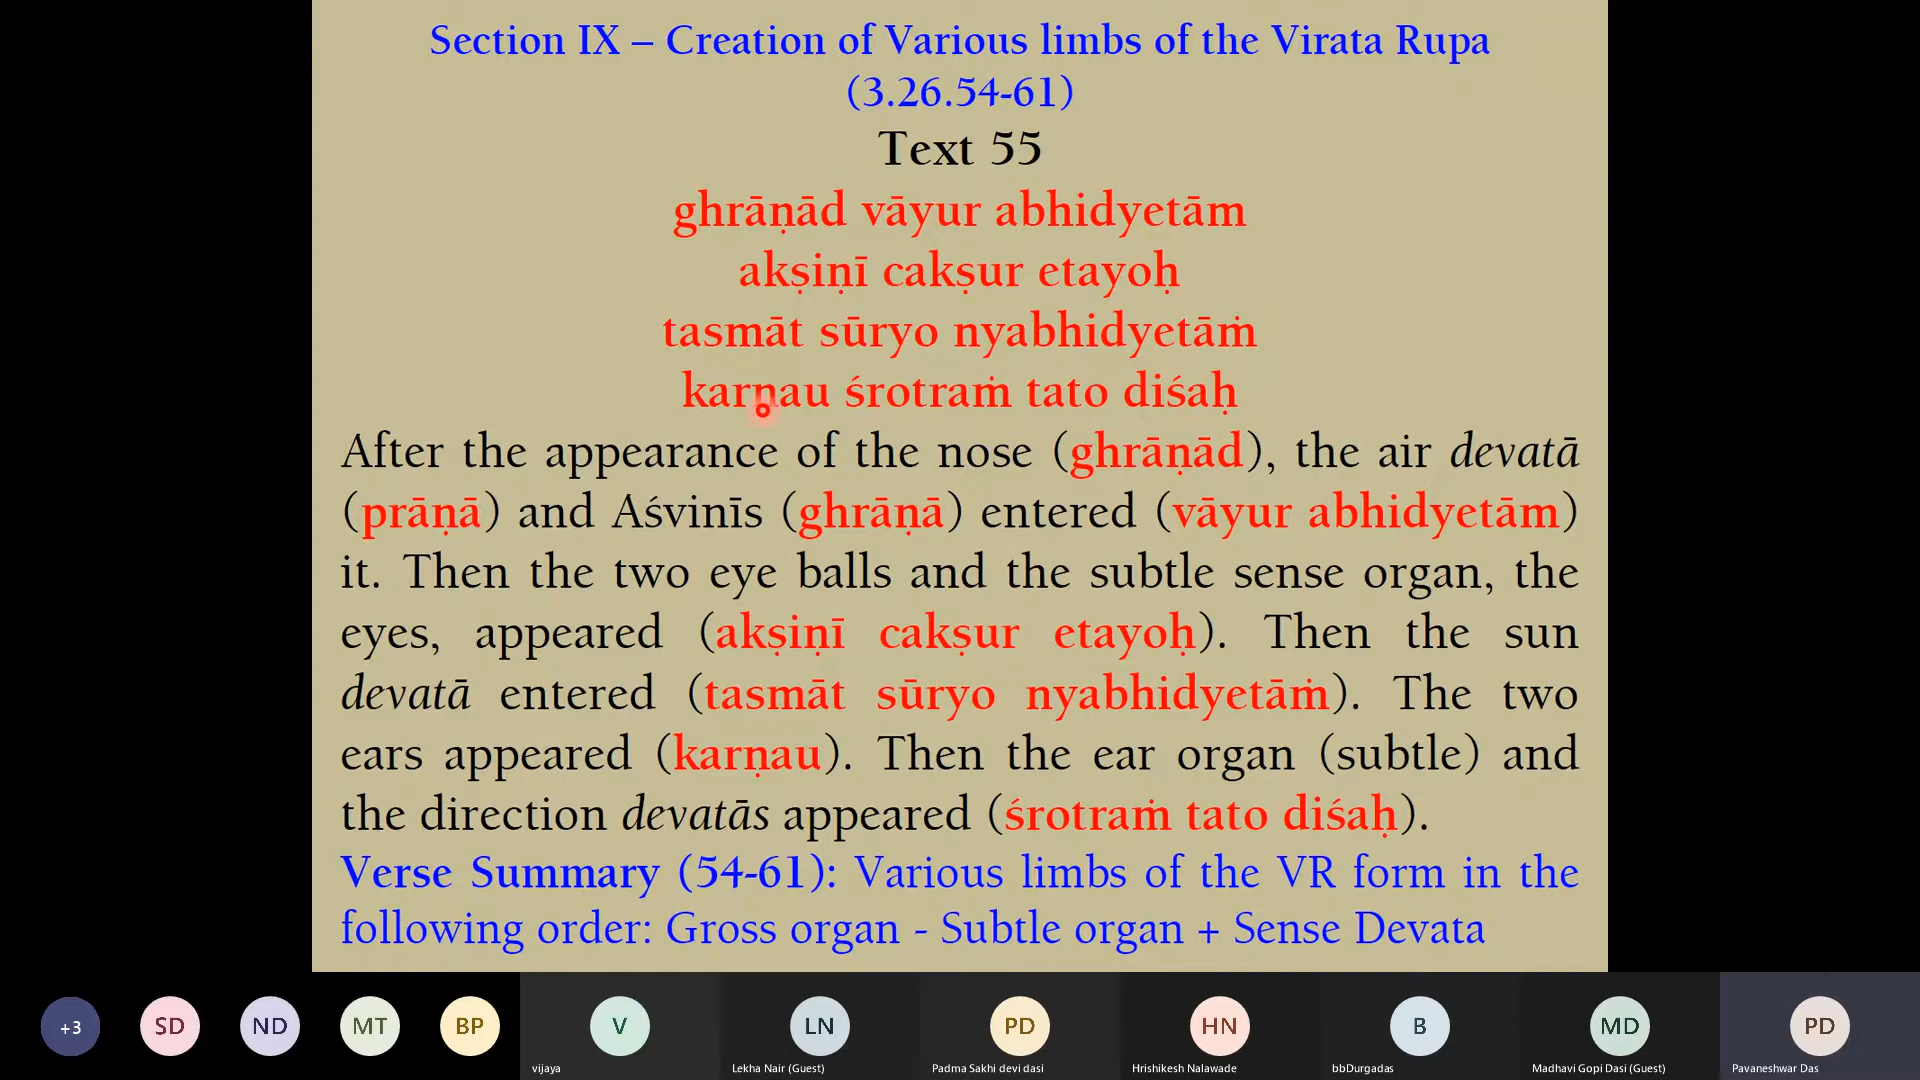 Section IX – Creation of Various limbs of the Virata Rupa
(3.26.54-61)
Text 55
ghrāṇād vāyur abhidyetām
akṣiṇī cakṣur etayoḥ
tasmāt sūryo nyabhidyetāṁ
karṇau śrotraṁ tato diśaḥ
After the appearance of the nose (ghrāṇād), the air devatā
(prāṇā) and Aśvinīs (ghrāṇā) entered (vāyur abhidyetām)
it. Then the two eye balls and the subtle sense organ, the
eyes, appeared (akṣiṇī cakṣur etayoḥ). Then the sun
devatā entered (tasmāt sūryo nyabhidyetāṁ). The two
ears appeared (karṇau). Then the ear organ (subtle) and
the direction devatās appeared (śrotraṁ tato diśaḥ).
Verse Summary (54-61): Various limbs of the VR form in the
following order: Gross organ - Subtle organ + Sense Devata
+3 SD ND MT BP V LN PD HN B MD PD
vijaya Lekha Nair (Guest) Padma Sakhi devi dasi Hrishikesh Nalawade bbDurgadas Madhavi Gopi Dasi (Guest) Pavaneshwar Das